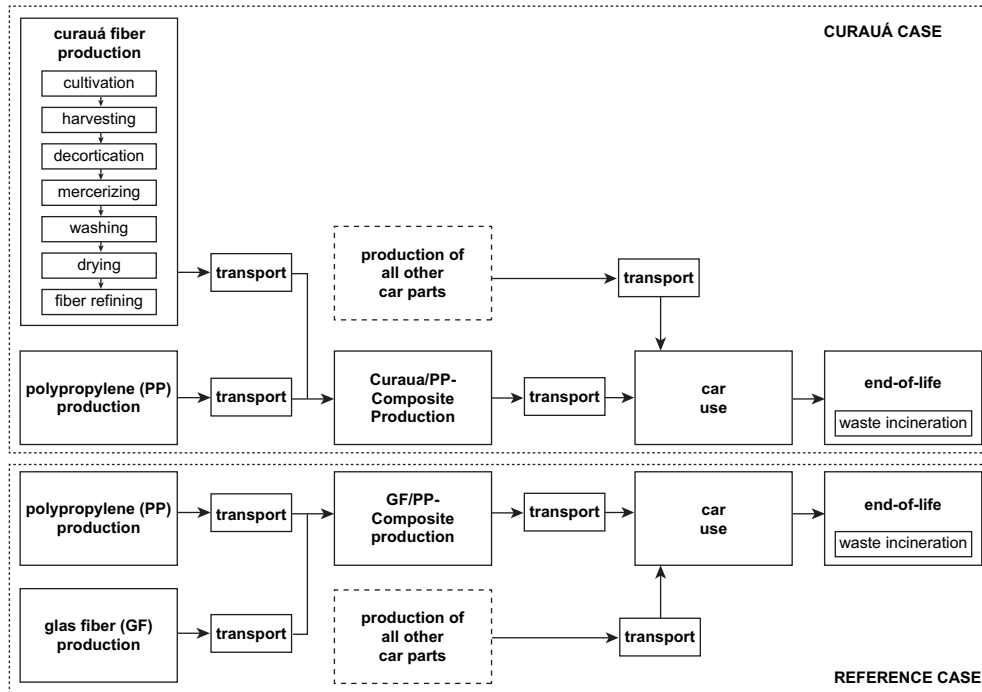 CURAUÁ CASE
curauá fiber
production
cultivation
harvesting
decortication
mercerizing
washing
drying
fiber refining
transport
production of
all other
car parts
transport
polypropylene (PP)
production
transport
Curaua/PP-
Composite
Production
transport
car
use
end-of-life
waste incineration
polypropylene (PP)
production
transport
GF/PP-
Composite
production
transport
car
use
end-of-life
waste incineration
glas fiber (GF)
production
transport
production of
all other
car parts
transport
REFERENCE CASE